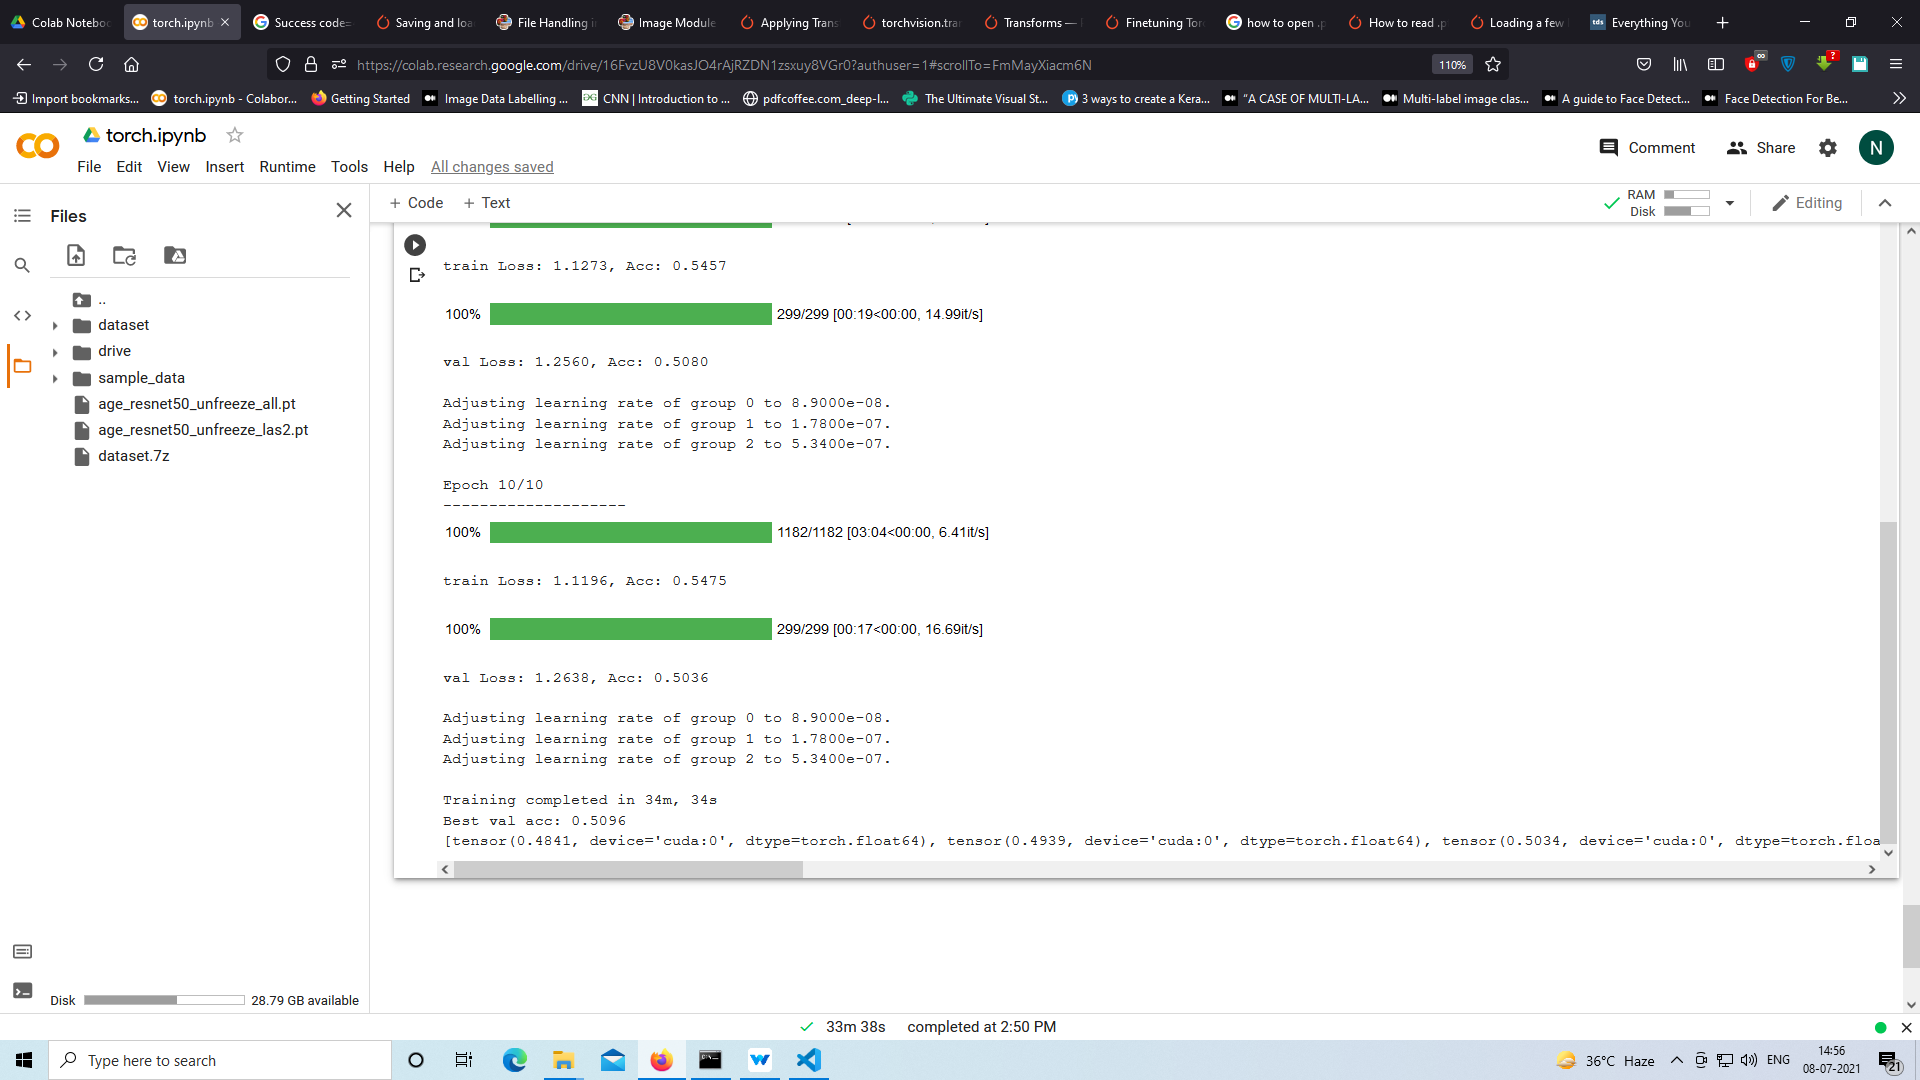 Colab Noteboo
torch.ipynb
Success code=
Saving and loa
File Handling i
Image Module
Applying Trans
torchvision.tran
Transforms —
Finetuning Torc
how to open .p
How to read .p
Loading a few
Everything You
https://colab.research.google.com/drive/16FvzU8V0kasJO4rAjRZDN1zsxuy8VGr0?authuser=1#scrollTo=FmMayXiacm6N
110%
Import bookmarks...
torch.ipynb - Colabor...
Getting Started
Image Data Labelling ...
CNN | Introduction to ...
pdfcoffee.com_deep-l...
The Ultimate Visual St...
3 ways to create a Kera...
"A CASE OF MULTI-LA...
Multi-label image clas...
A guide to Face Detect...
Face Detection For Be...
torch.ipynb
Comment
Share
N
File Edit View Insert Runtime Tools Help All changes saved
Files
+ Code + Text
RAM
Disk
Editing
..
dataset
drive
sample_data
age_resnet50_unfreeze_all.pt
age_resnet50_unfreeze_las2.pt
dataset.7z
Disk 28.79 GB available
train Loss: 1.1273, Acc: 0.5457
100% 299/299 [00:19<00:00, 14.99it/s]
val Loss: 1.2560, Acc: 0.5080
Adjusting learning rate of group 0 to 8.9000e-08.
Adjusting learning rate of group 1 to 1.7800e-07.
Adjusting learning rate of group 2 to 5.3400e-07.
Epoch 10/10
--------------------
100% 1182/1182 [03:04<00:00, 6.41it/s]
train Loss: 1.1196, Acc: 0.5475
100% 299/299 [00:17<00:00, 16.69it/s]
val Loss: 1.2638, Acc: 0.5036
Adjusting learning rate of group 0 to 8.9000e-08.
Adjusting learning rate of group 1 to 1.7800e-07.
Adjusting learning rate of group 2 to 5.3400e-07.
Training completed in 34m, 34s
Best val acc: 0.5096
[tensor(0.4841, device='cuda:0', dtype=torch.float64), tensor(0.4939, device='cuda:0', dtype=torch.float64), tensor(0.5034, device='cuda:0', dtype=torch.floa
33m 38s completed at 2:50 PM
Type here to search
36°C Haze
ENG
14:56
08-07-2021
21